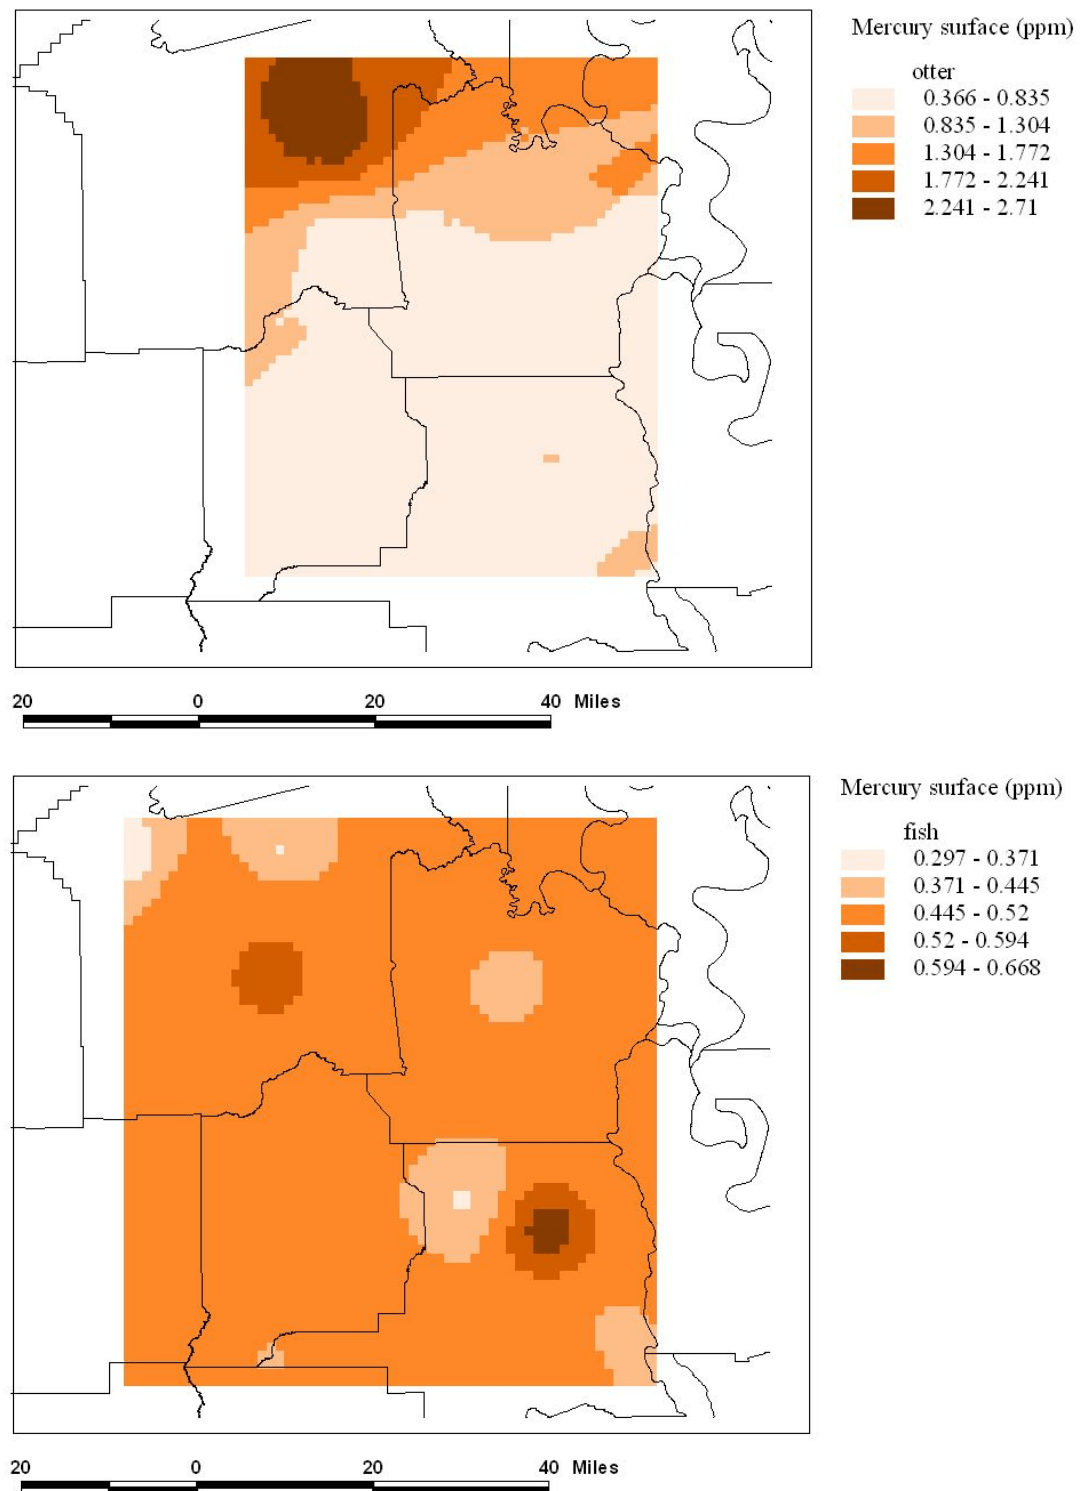 Mercury surface (ppm)
otter
0.366 - 0.835
0.835 - 1.304
1.304 - 1.772
1.772 - 2.241
2.241 - 2.71
20 0 20 40 Miles
Mercury surface (ppm)
fish
0.297 - 0.371
0.371 - 0.445
0.445 - 0.52
0.52 - 0.594
0.594 - 0.668
20 0 20 40 Miles